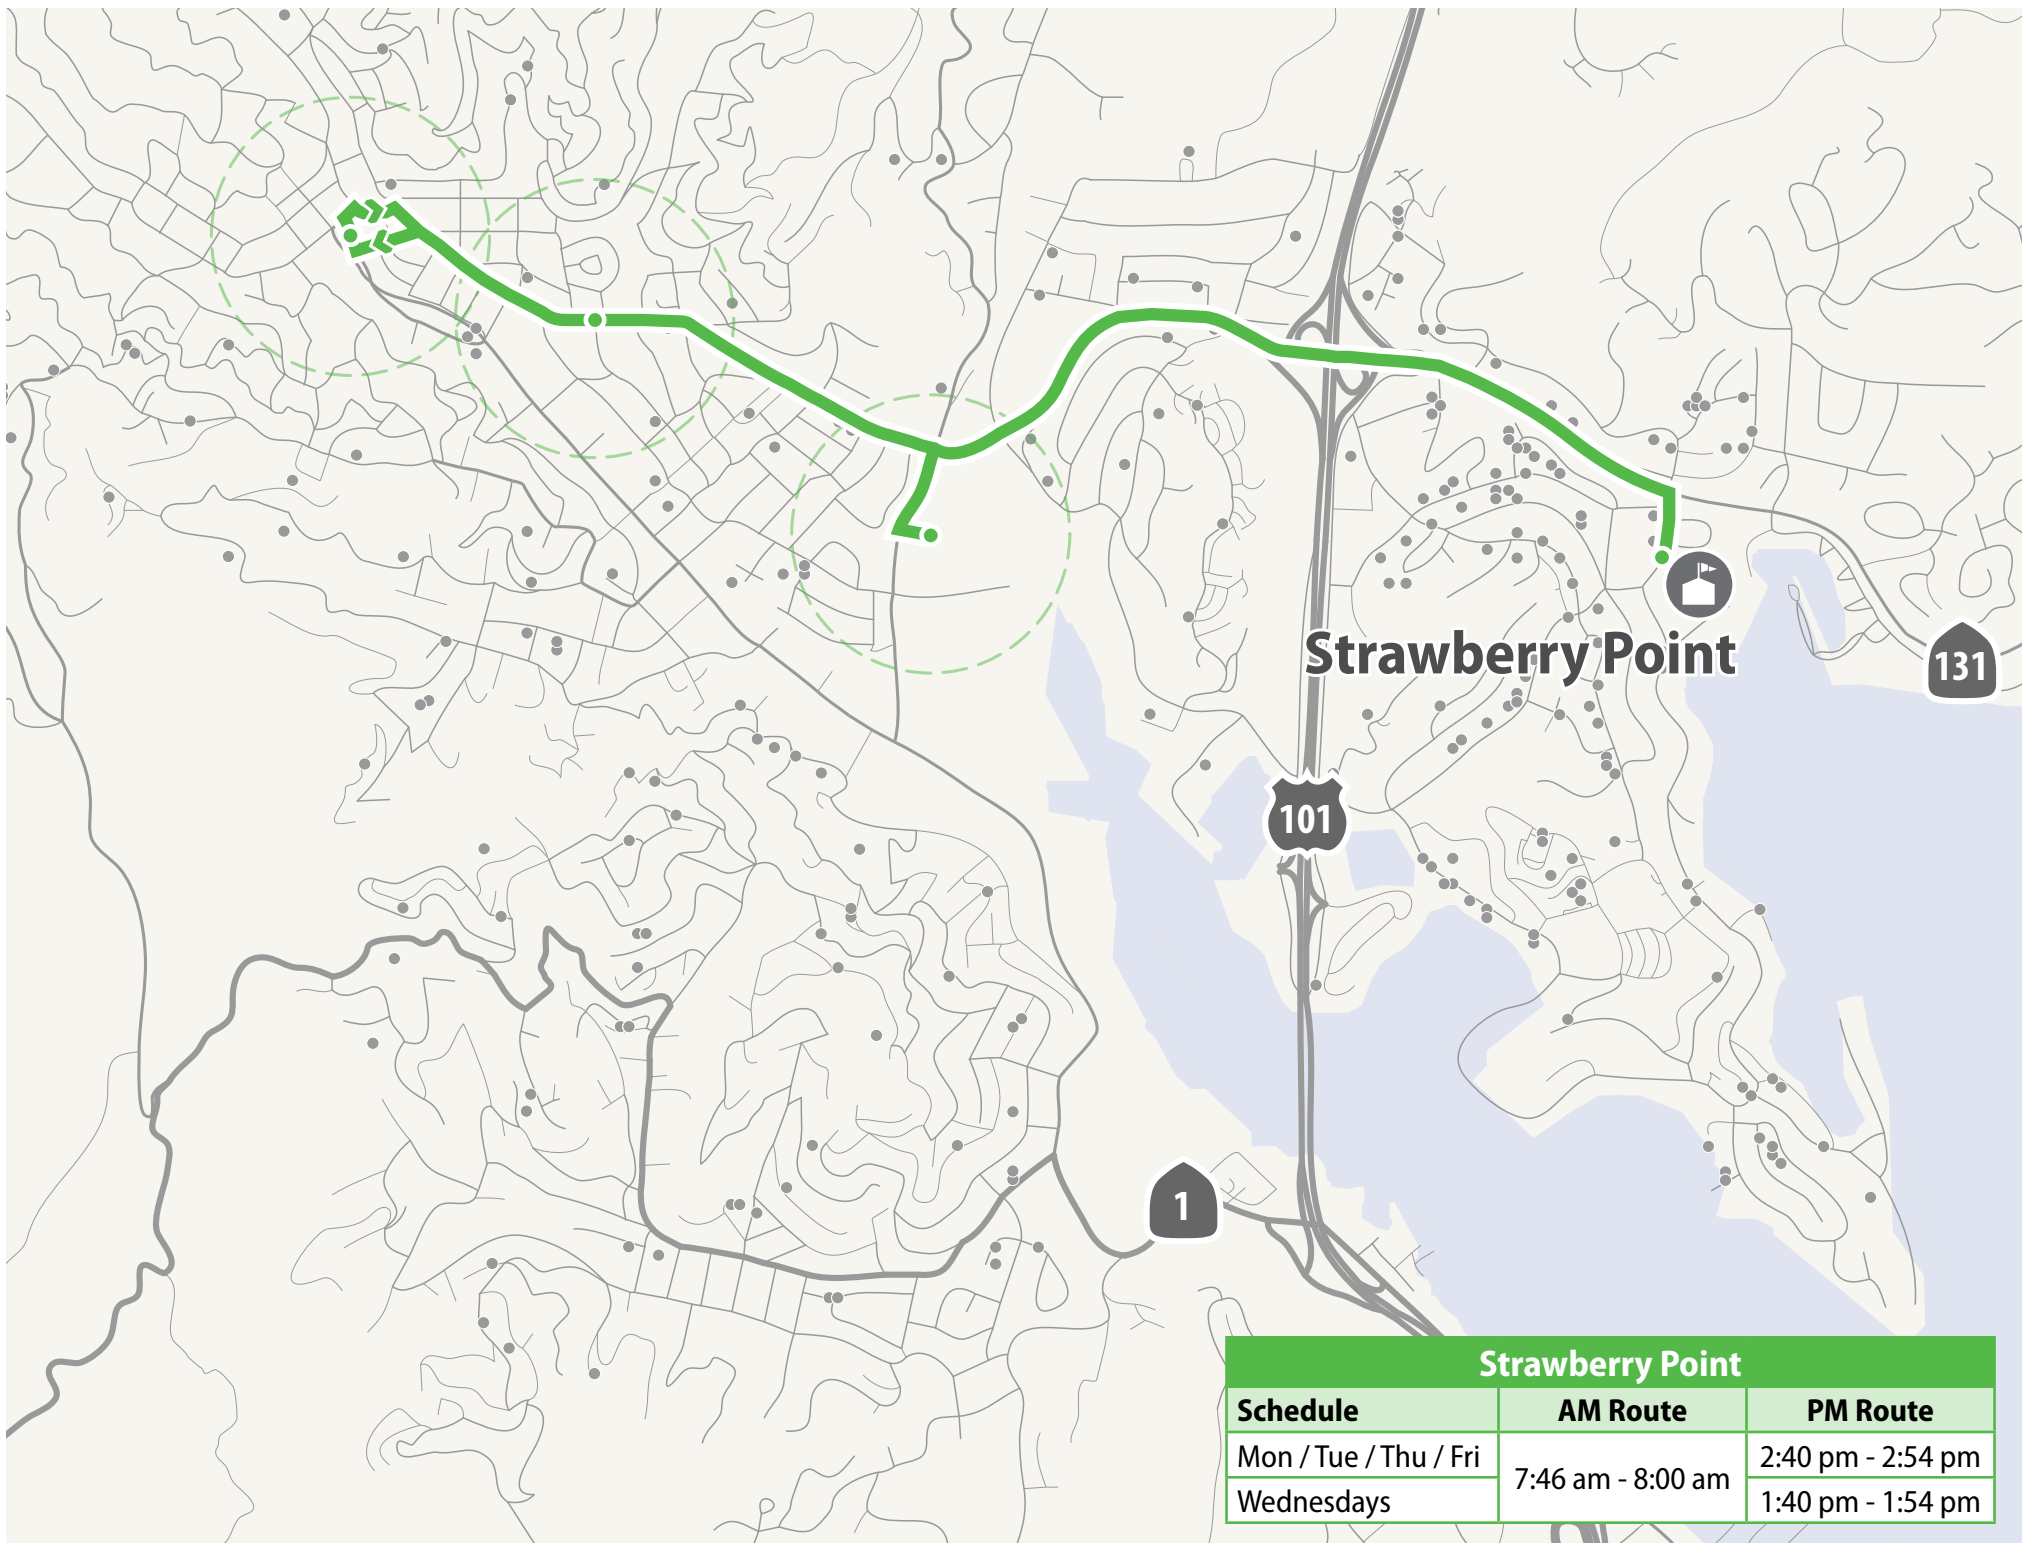 Strawberry Point
131
101
1
Strawberry Point
Schedule AM Route PM Route
Mon / Tue / Thu / Fri 7:46 am - 8:00 am 2:40 pm - 2:54 pm
Wednesdays 1:40 pm - 1:54 pm